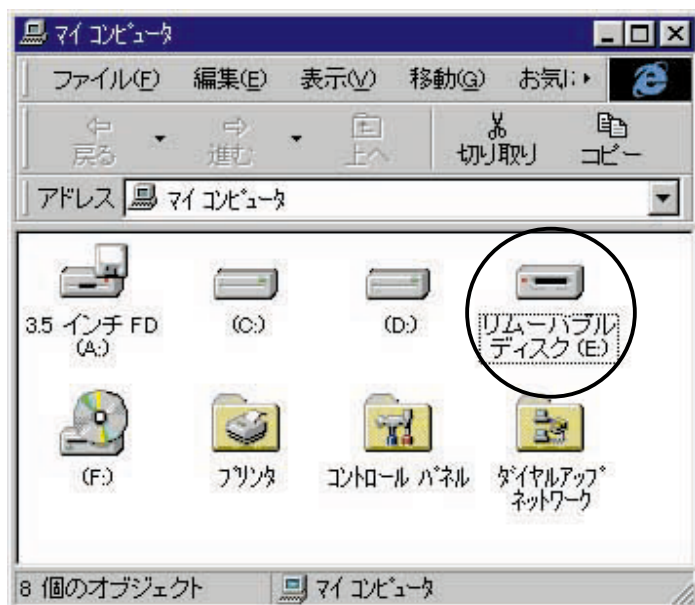 マイ コンピュータ
ファイル(F) 編集(E) 表示(V) 移動(G) お気に
戻る 進む 上へ 切り取り コピー
アドレス マイ コンピュータ
3.5 インチ FD (A:)
(C:)
(D:)
リムーバブル ディスク (E:)
(F:)
プリンタ
コントロール パネル
ダイヤルアップ ネットワーク
8 個のオブジェクト マイ コンピュータ